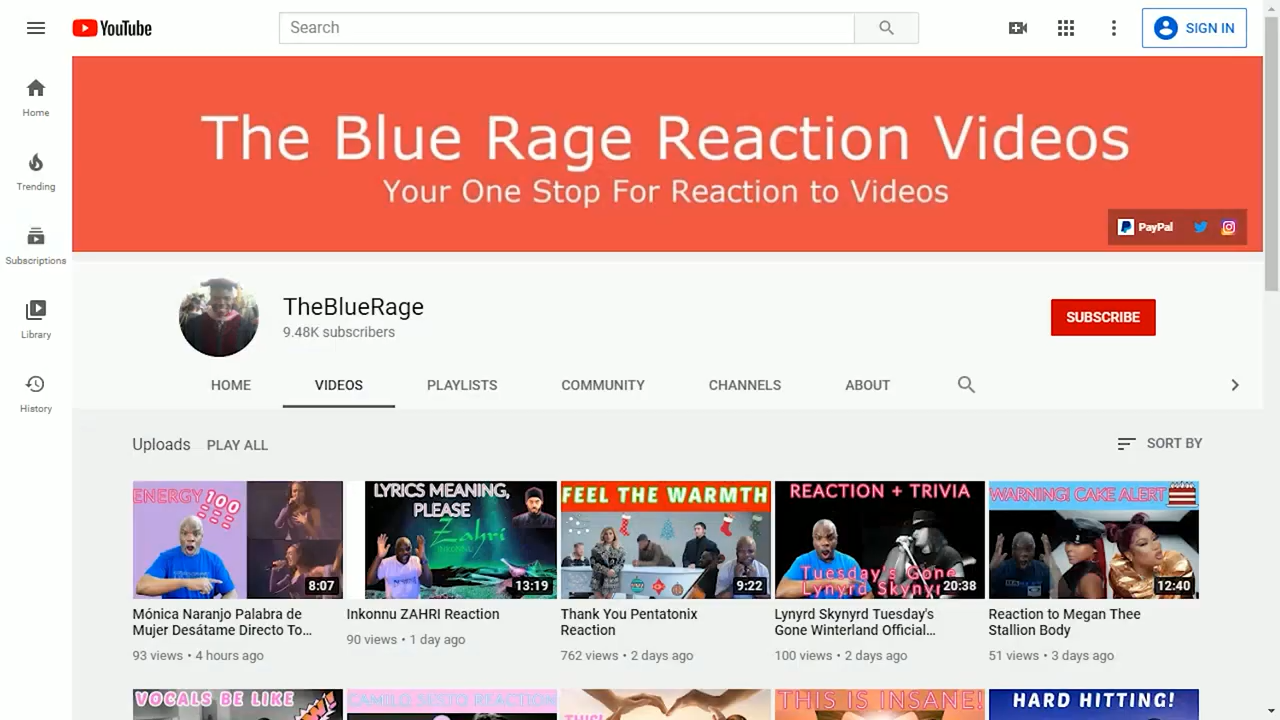 YouTube
Search
SIGN IN
Home
Trending
Subscriptions
Library
History
The Blue Rage Reaction Videos
Your One Stop For Reaction to Videos
PayPal
TheBlueRage
9.48K subscribers
SUBSCRIBE
HOME VIDEOS PLAYLISTS COMMUNITY CHANNELS ABOUT
Uploads PLAY ALL
SORT BY
ENERGY 100
8:07
Mónica Naranjo Palabra de
Mujer Desátame Directo To...
93 views • 4 hours ago
LYRICS MEANING,
PLEASE
Zahri
INKONNU
13:19
Inkonnu ZAHRI Reaction
90 views • 1 day ago
FEEL THE WARMTH
9:22
Thank You Pentatonix
Reaction
762 views • 2 days ago
REACTION + TRIVIA
Tuesday's Gone
Lynyrd Skynyrd
20:38
Lynyrd Skynyrd Tuesday's
Gone Winterland Official...
100 views • 2 days ago
WARNING! CAKE ALERT
12:40
Reaction to Megan Thee
Stallion Body
51 views • 3 days ago
VOCALS BE LIKE
CAMILO SESTO REACTION
THIS!
THIS IS INSANE!
HARD HITTING!